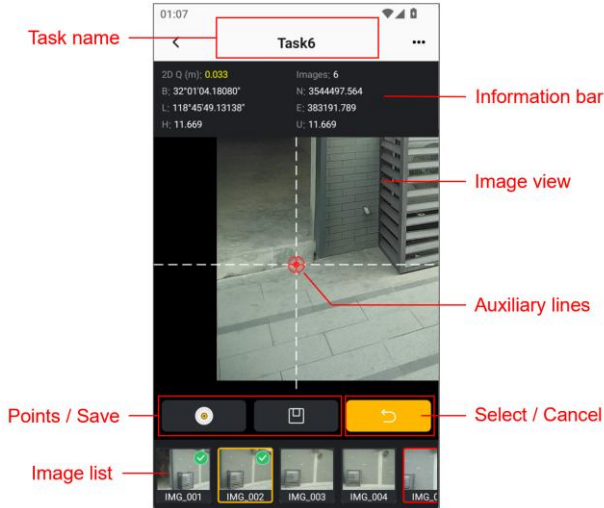 01:07
Task name
Task6
2D Q (m): 0.033
Images: 6
B: 32°01'04.18080"
N: 3544497.564
Information bar
L: 118°45'49.13138"
E: 383191.789
H: 11.669
U: 11.669
Image view
Auxiliary lines
Points / Save
Select / Cancel
Image list
IMG_001
IMG_002
IMG_003
IMG_004